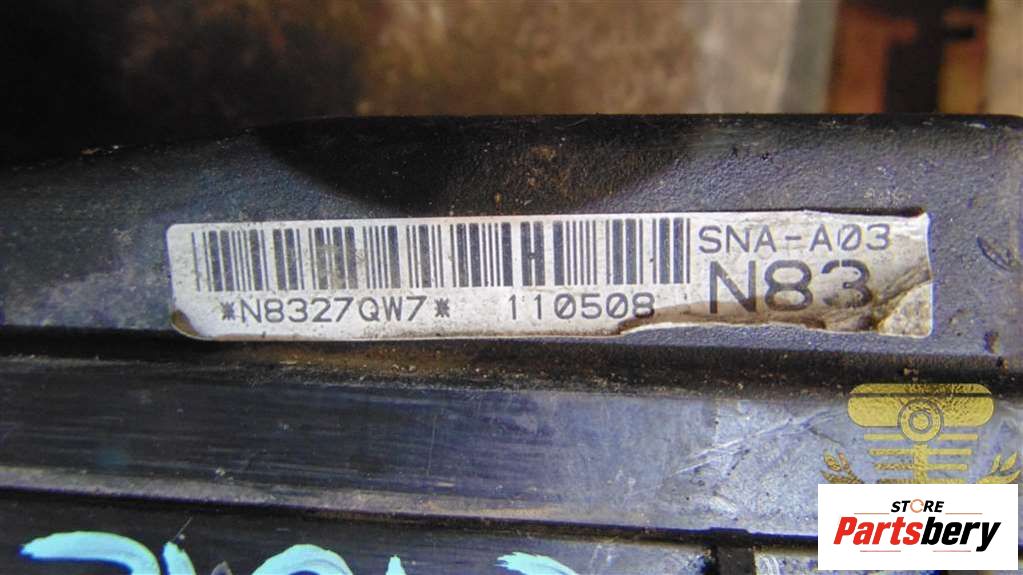 SNA-A03
*N8327QW7* 110508 N83
STORE
Partsbery